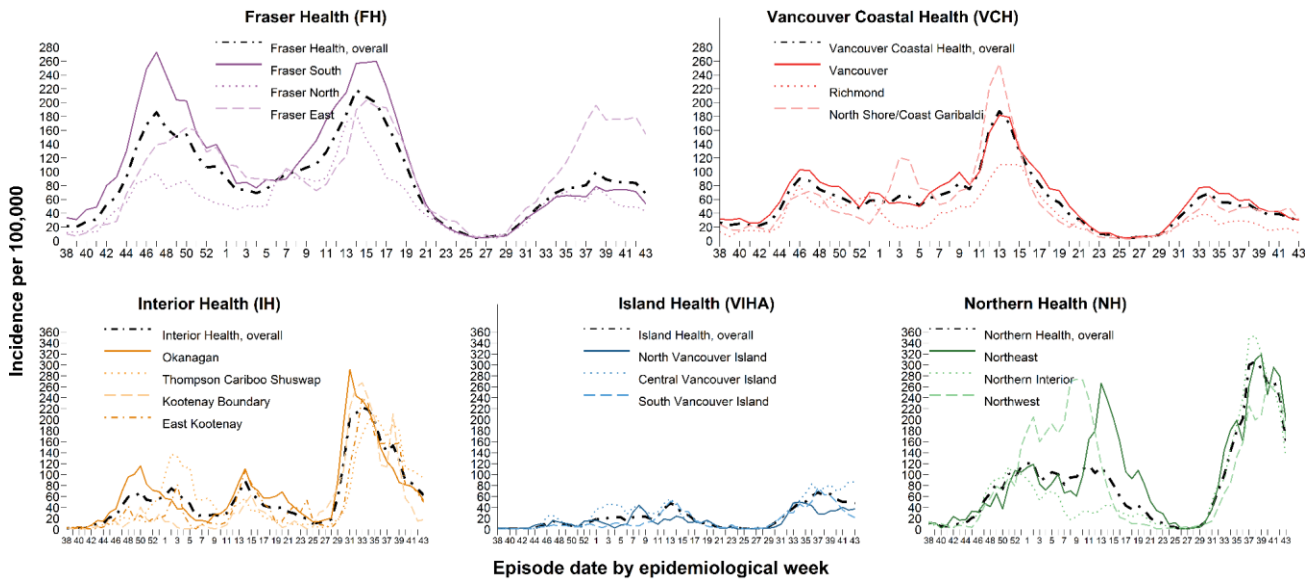 Fraser Health (FH)
Fraser Health, overall
Fraser South
Fraser North
Fraser East
280
260
240
220
200
180
160
140
120
100
80
60
40
20
0
38 40 42 44 46 48 50 52 1 3 5 7 9 11 13 15 17 19 21 23 25 27 29 31 33 35 37 39 41 43
Vancouver Coastal Health (VCH)
Vancouver Coastal Health, overall
Vancouver
Richmond
North Shore/Coast Garibaldi
280
260
240
220
200
180
160
140
120
100
80
60
40
20
0
38 40 42 44 46 48 50 52 1 3 5 7 9 11 13 15 17 19 21 23 25 27 29 31 33 35 37 39 41 43
Incidence per 100,000
Interior Health (IH)
Interior Health, overall
Okanagan
Thompson Cariboo Shuswap
Kootenay Boundary
East Kootenay
360
340
320
300
280
260
240
220
200
180
160
140
120
100
80
60
40
20
0
38 40 42 44 46 48 50 52 1 3 5 7 9 11 13 15 17 19 21 23 25 27 29 31 33 35 37 39 41 43
Island Health (VIHA)
Island Health, overall
North Vancouver Island
Central Vancouver Island
South Vancouver Island
360
340
320
300
280
260
240
220
200
180
160
140
120
100
80
60
40
20
0
38 40 42 44 46 48 50 52 1 3 5 7 9 11 13 15 17 19 21 23 25 27 29 31 33 35 37 39 41 43
Northern Health (NH)
Northern Health, overall
Northeast
Northern Interior
Northwest
360
340
320
300
280
260
240
220
200
180
160
140
120
100
80
60
40
20
0
38 40 42 44 46 48 50 52 1 3 5 7 9 11 13 15 17 19 21 23 25 27 29 31 33 35 37 39 41 43
Episode date by epidemiological week